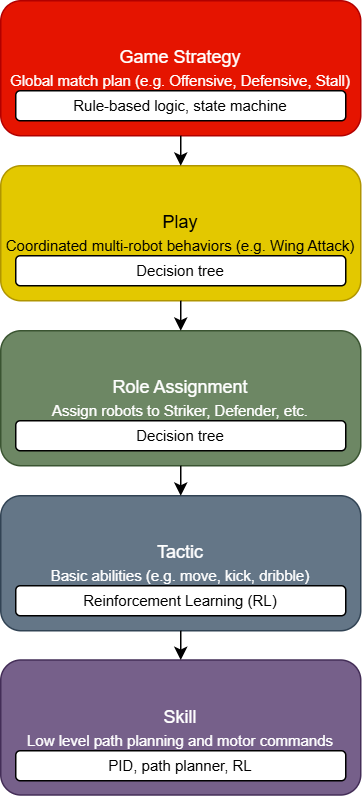 Game Strategy
Global match plan (e.g. Offensive, Defensive, Stall)
Rule-based logic, state machine
Play
Coordinated multi-robot behaviors (e.g. Wing Attack)
Decision tree
Role Assignment
Assign robots to Striker, Defender, etc.
Decision tree
Tactic
Basic abilities (e.g. move, kick, dribble)
Reinforcement Learning (RL)
Skill
Low level path planning and motor commands
PID, path planner, RL